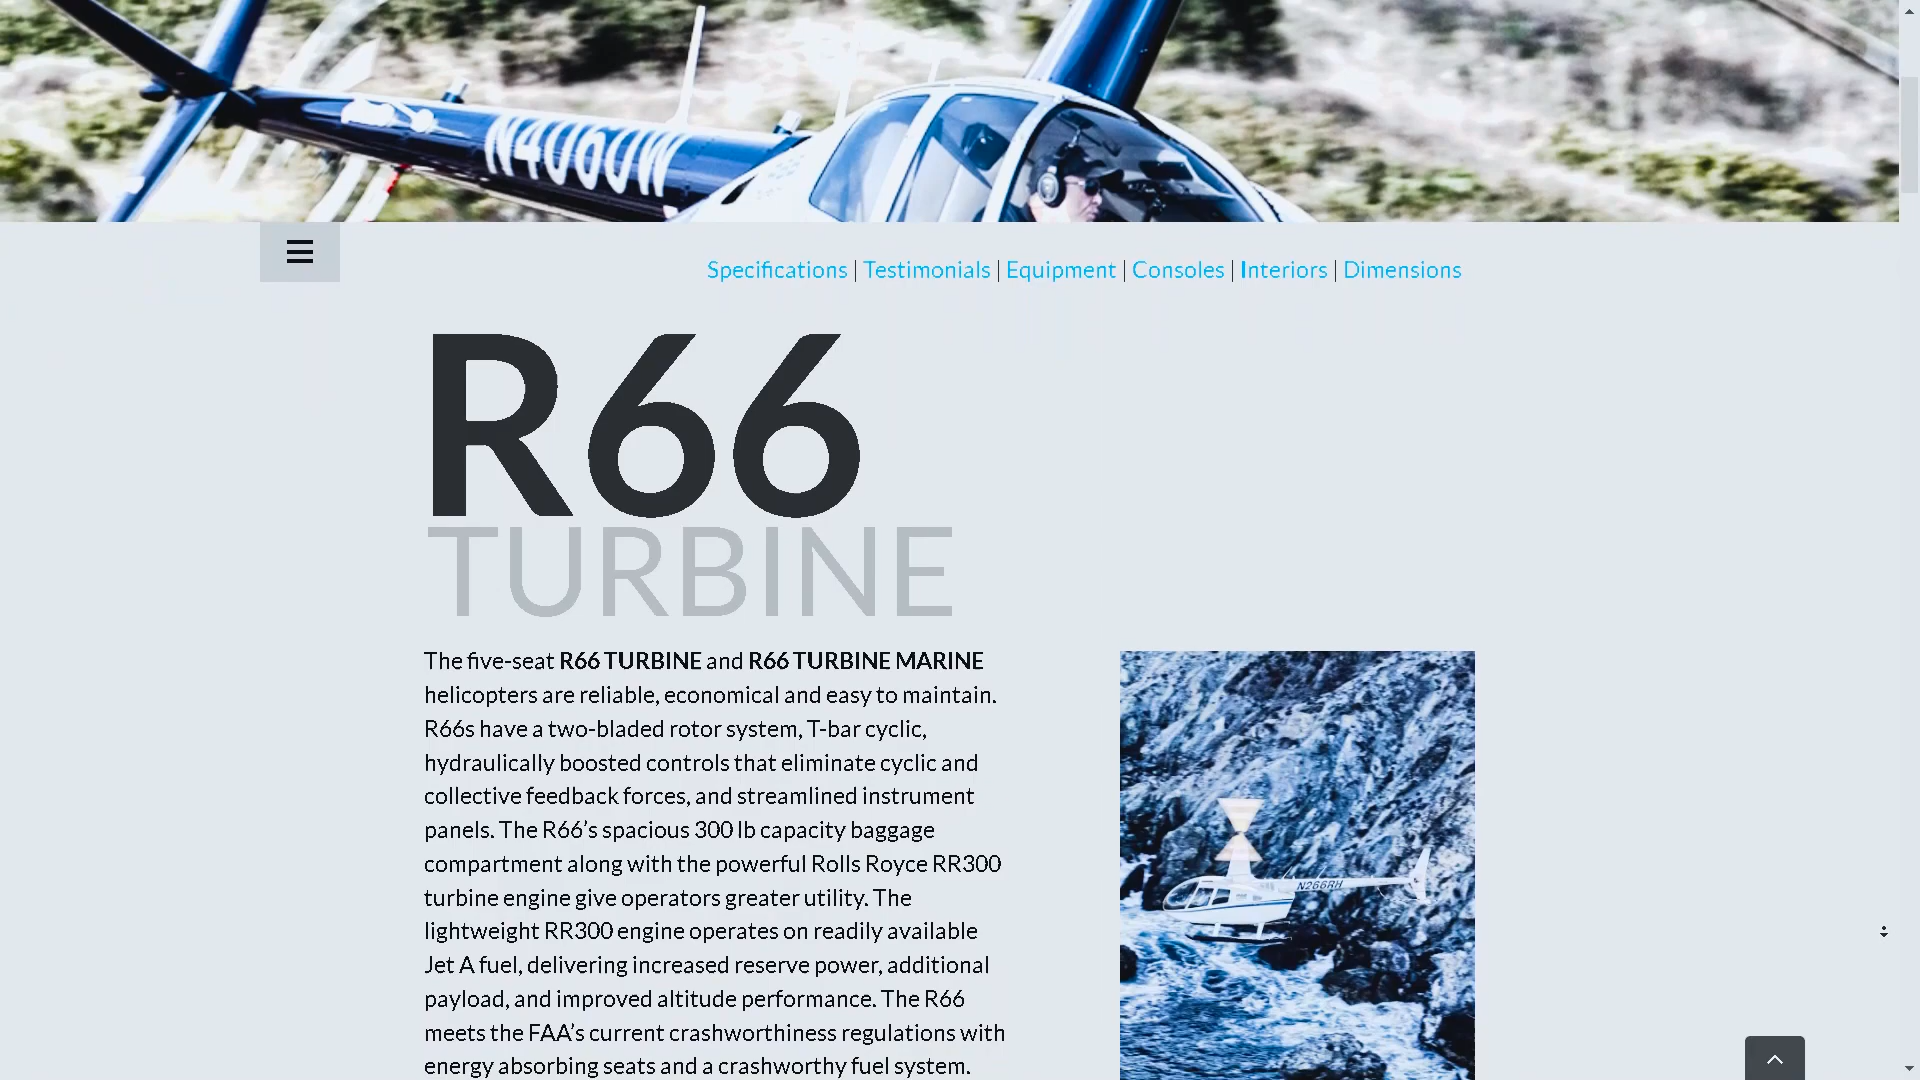 N4060W
Specifications | Testimonials | Equipment | Consoles | Interiors | Dimensions
R66
TURBINE
The five-seat R66 TURBINE and R66 TURBINE MARINE
helicopters are reliable, economical and easy to maintain.
R66s have a two-bladed rotor system, T-bar cyclic,
hydraulically boosted controls that eliminate cyclic and
collective feedback forces, and streamlined instrument
panels. The R66’s spacious 300 lb capacity baggage
compartment along with the powerful Rolls Royce RR300
turbine engine give operators greater utility. The
lightweight RR300 engine operates on readily available
Jet A fuel, delivering increased reserve power, additional
payload, and improved altitude performance. The R66
meets the FAA’s current crashworthiness regulations with
energy absorbing seats and a crashworthy fuel system.
N266RH